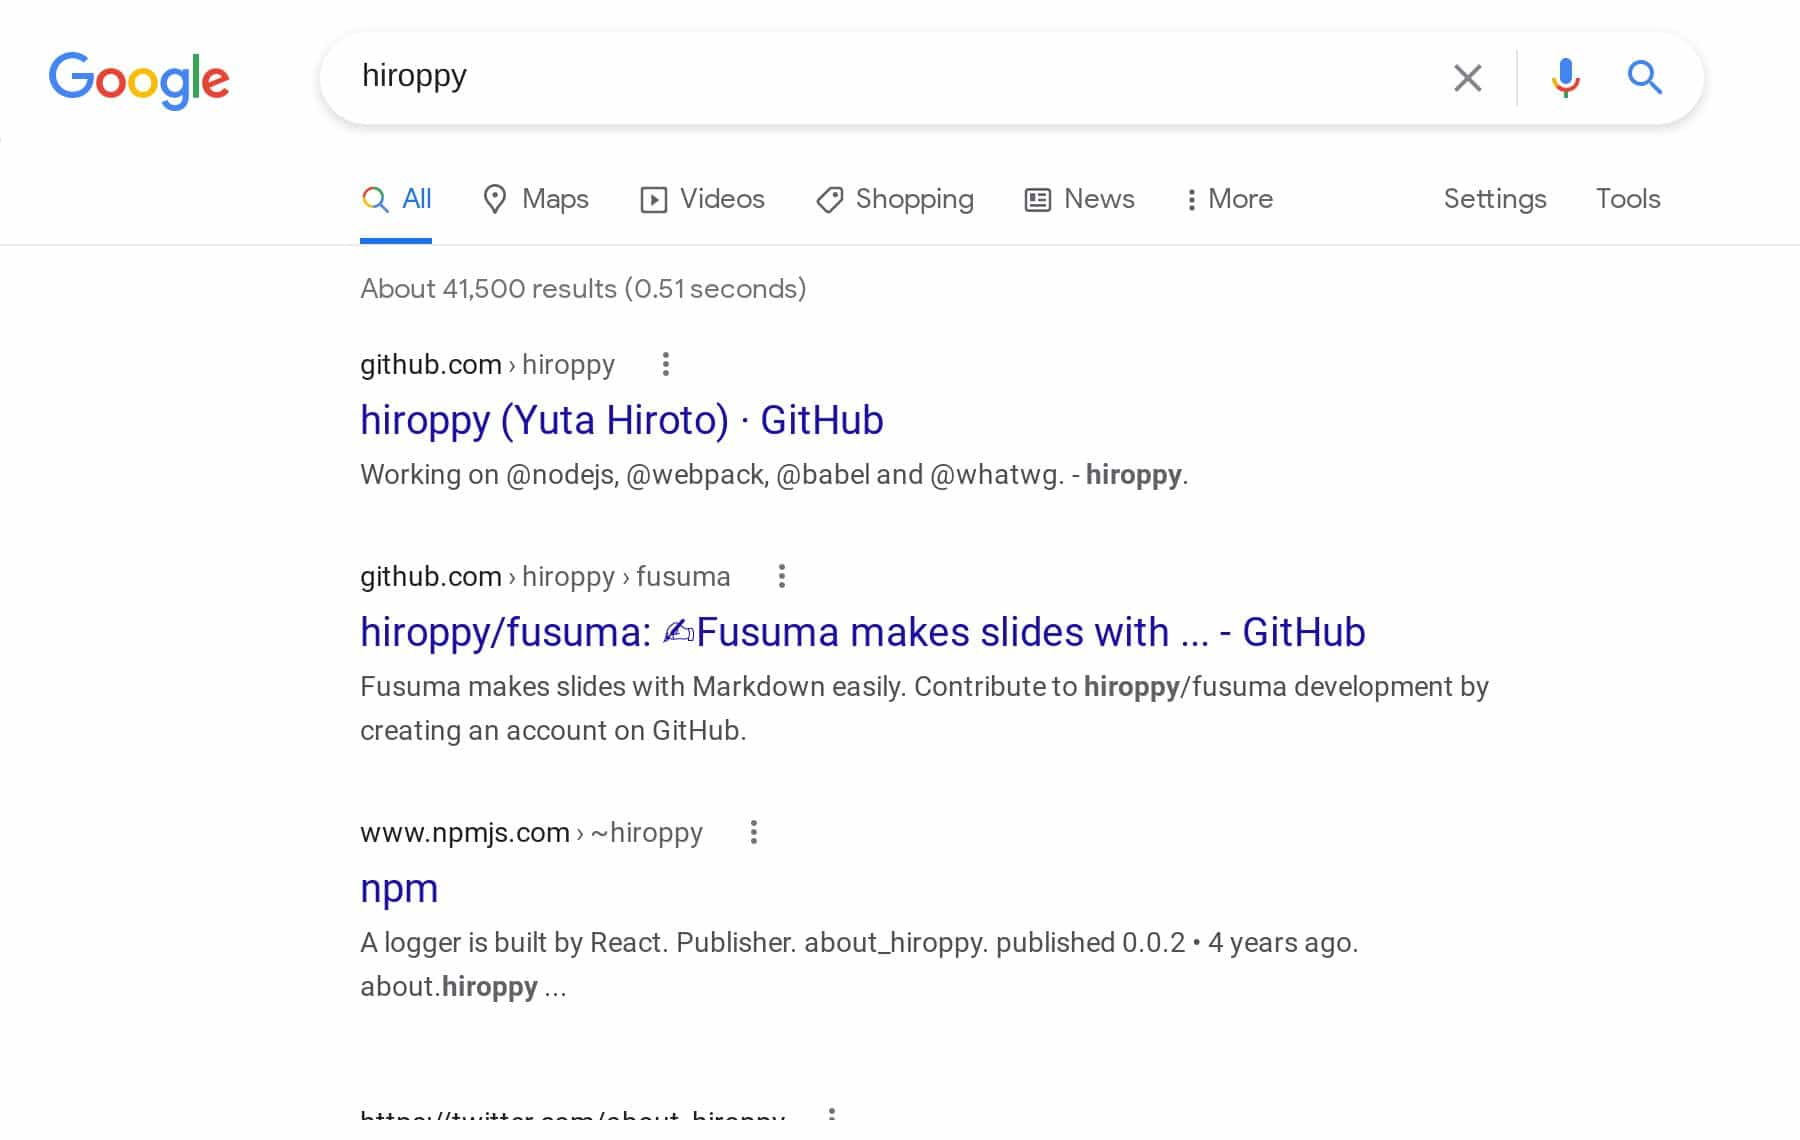 Google
hiroppy
All Maps Videos Shopping News More Settings Tools
About 41,500 results (0.51 seconds)
github.com › hiroppy
hiroppy (Yuta Hiroto) · GitHub
Working on @nodejs, @webpack, @babel and @whatwg. - hiroppy.
github.com › hiroppy › fusuma
hiroppy/fusuma: ✍Fusuma makes slides with ... - GitHub
Fusuma makes slides with Markdown easily. Contribute to hiroppy/fusuma development by
creating an account on GitHub.
www.npmjs.com › ~hiroppy
npm
A logger is built by React. Publisher. about_hiroppy. published 0.0.2 • 4 years ago.
about.hiroppy ...
https://twitter.com/about_hiroppy